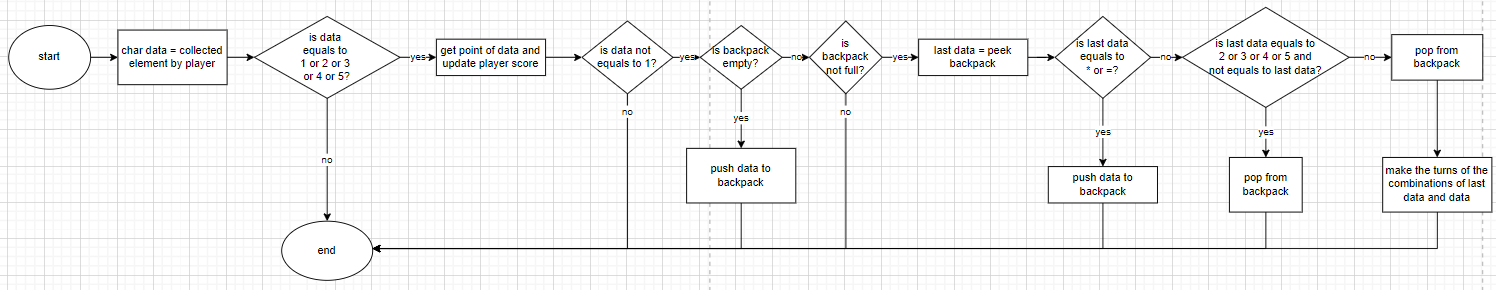 start
char data = collected
element by player
is data
equals to
1 or 2 or 3
or 4 or 5?
yes
get point of data and
update player score
is data not
equals to 1?
yes
is backpack
empty?
no
is
backpack
not full?
yes
last data = peek
backpack
is last data
equals to
* or =?
no
is last data equals to
2 or 3 or 4 or 5 and
not equals to last data?
no
pop from
backpack
no
no
yes
no
yes
yes
push data to
backpack
push data to
backpack
pop from
backpack
make the turns of the
combinations of last
data and data
end